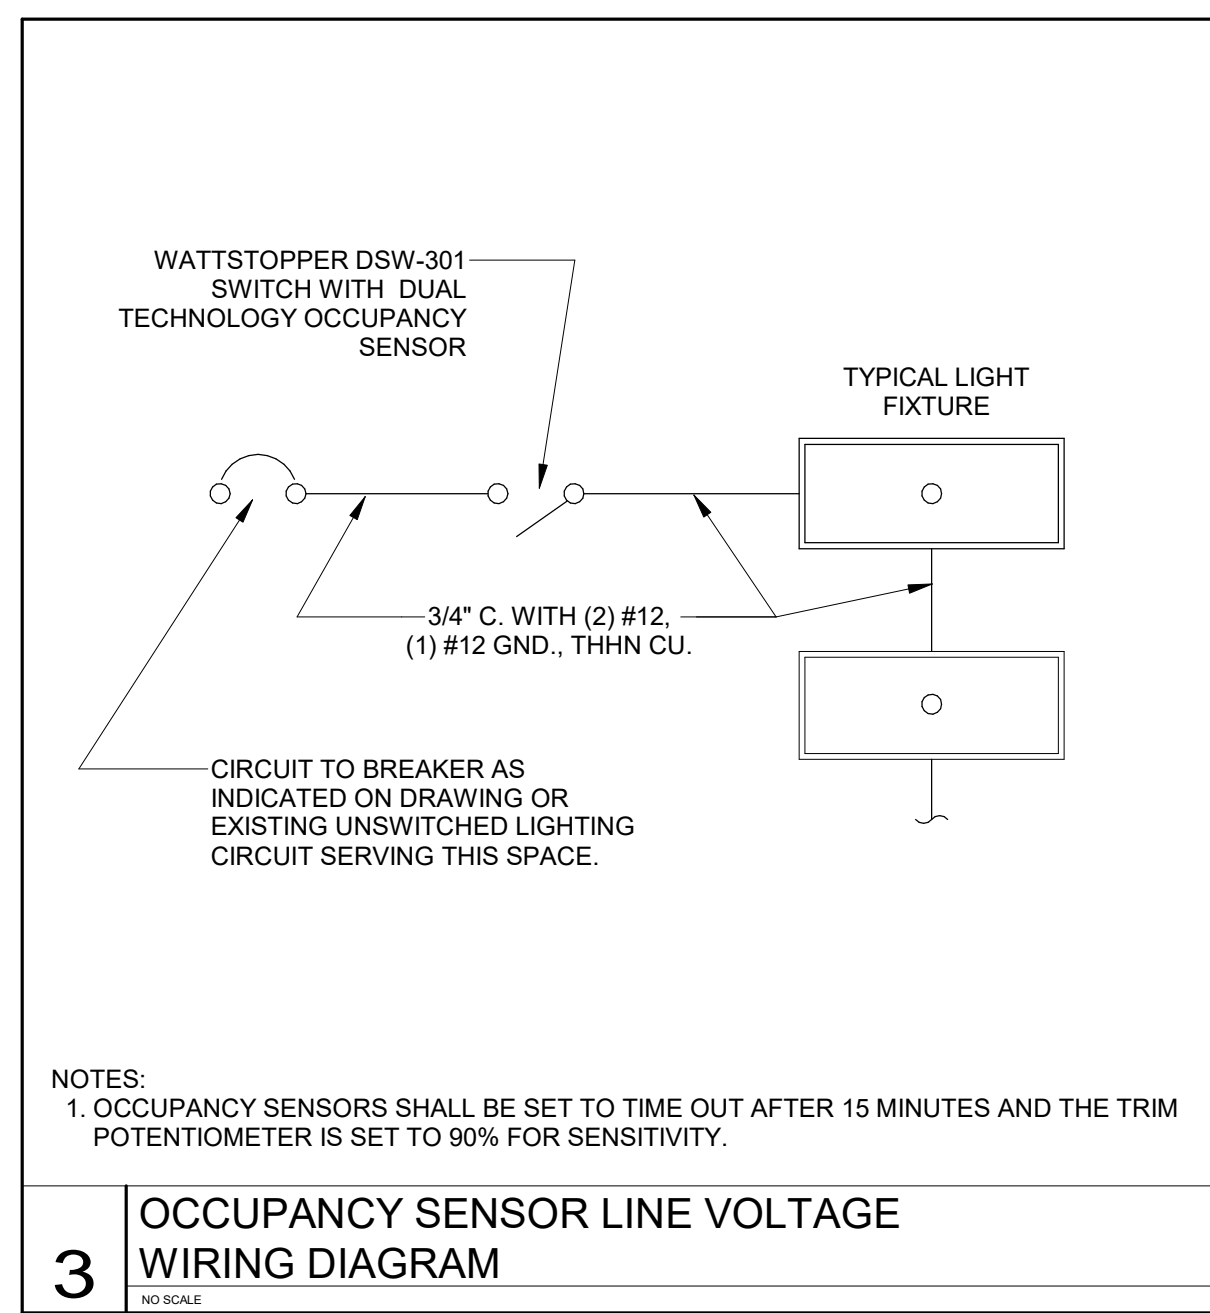 WATTSTOPPER DSW-301
SWITCH WITH DUAL
TECHNOLOGY OCCUPANCY
SENSOR
TYPICAL LIGHT
FIXTURE
3/4" C. WITH (2) #12,
(1) #12 GND., THHN CU.
CIRCUIT TO BREAKER AS
INDICATED ON DRAWING OR
EXISTING UNSWITCHED LIGHTING
CIRCUIT SERVING THIS SPACE.
NOTES:
1. OCCUPANCY SENSORS SHALL BE SET TO TIME OUT AFTER 15 MINUTES AND THE TRIM
POTENTIOMETER IS SET TO 90% FOR SENSITIVITY.
3
OCCUPANCY SENSOR LINE VOLTAGE
WIRING DIAGRAM
NO SCALE